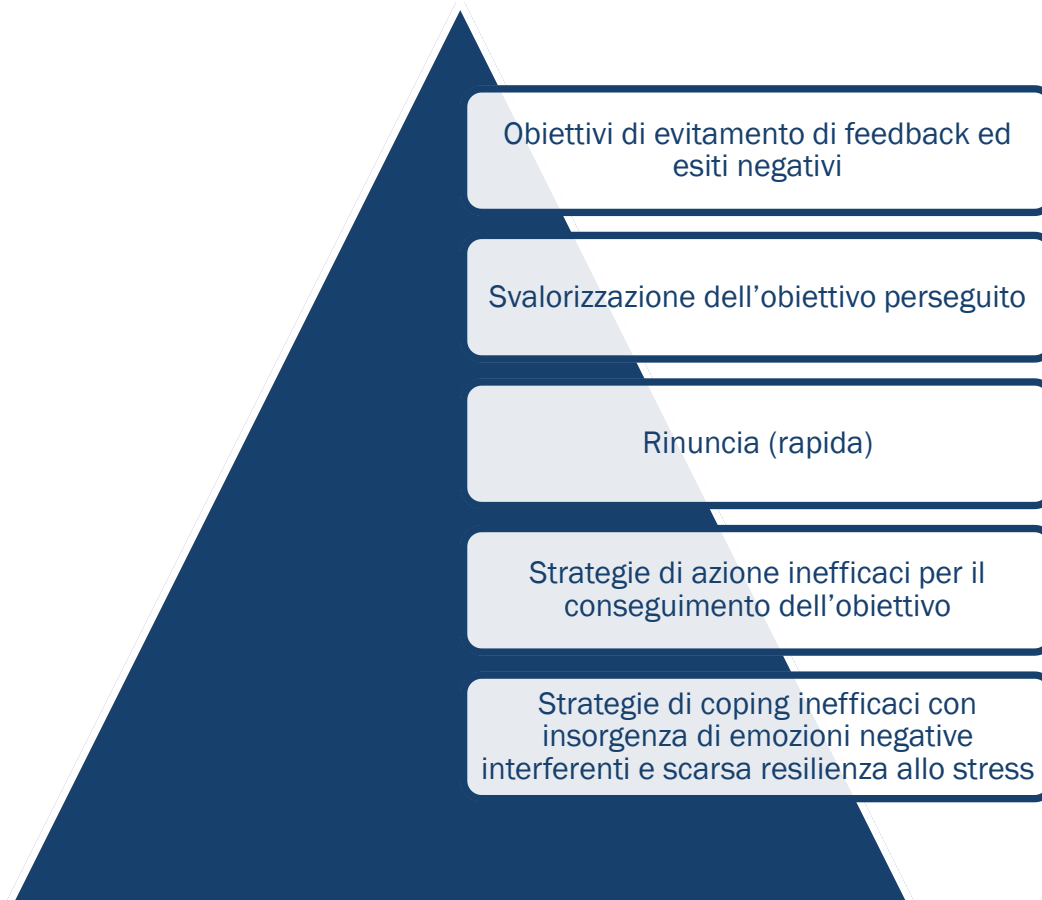 Obiettivi di evitamento di feedback ed
esiti negativi
Svalorizzazione dell’obiettivo perseguito
Rinuncia (rapida)
Strategie di azione inefficaci per il
conseguimento dell’obiettivo
Strategie di coping inefficaci con
insorgenza di emozioni negative
interferenti e scarsa resilienza allo stress